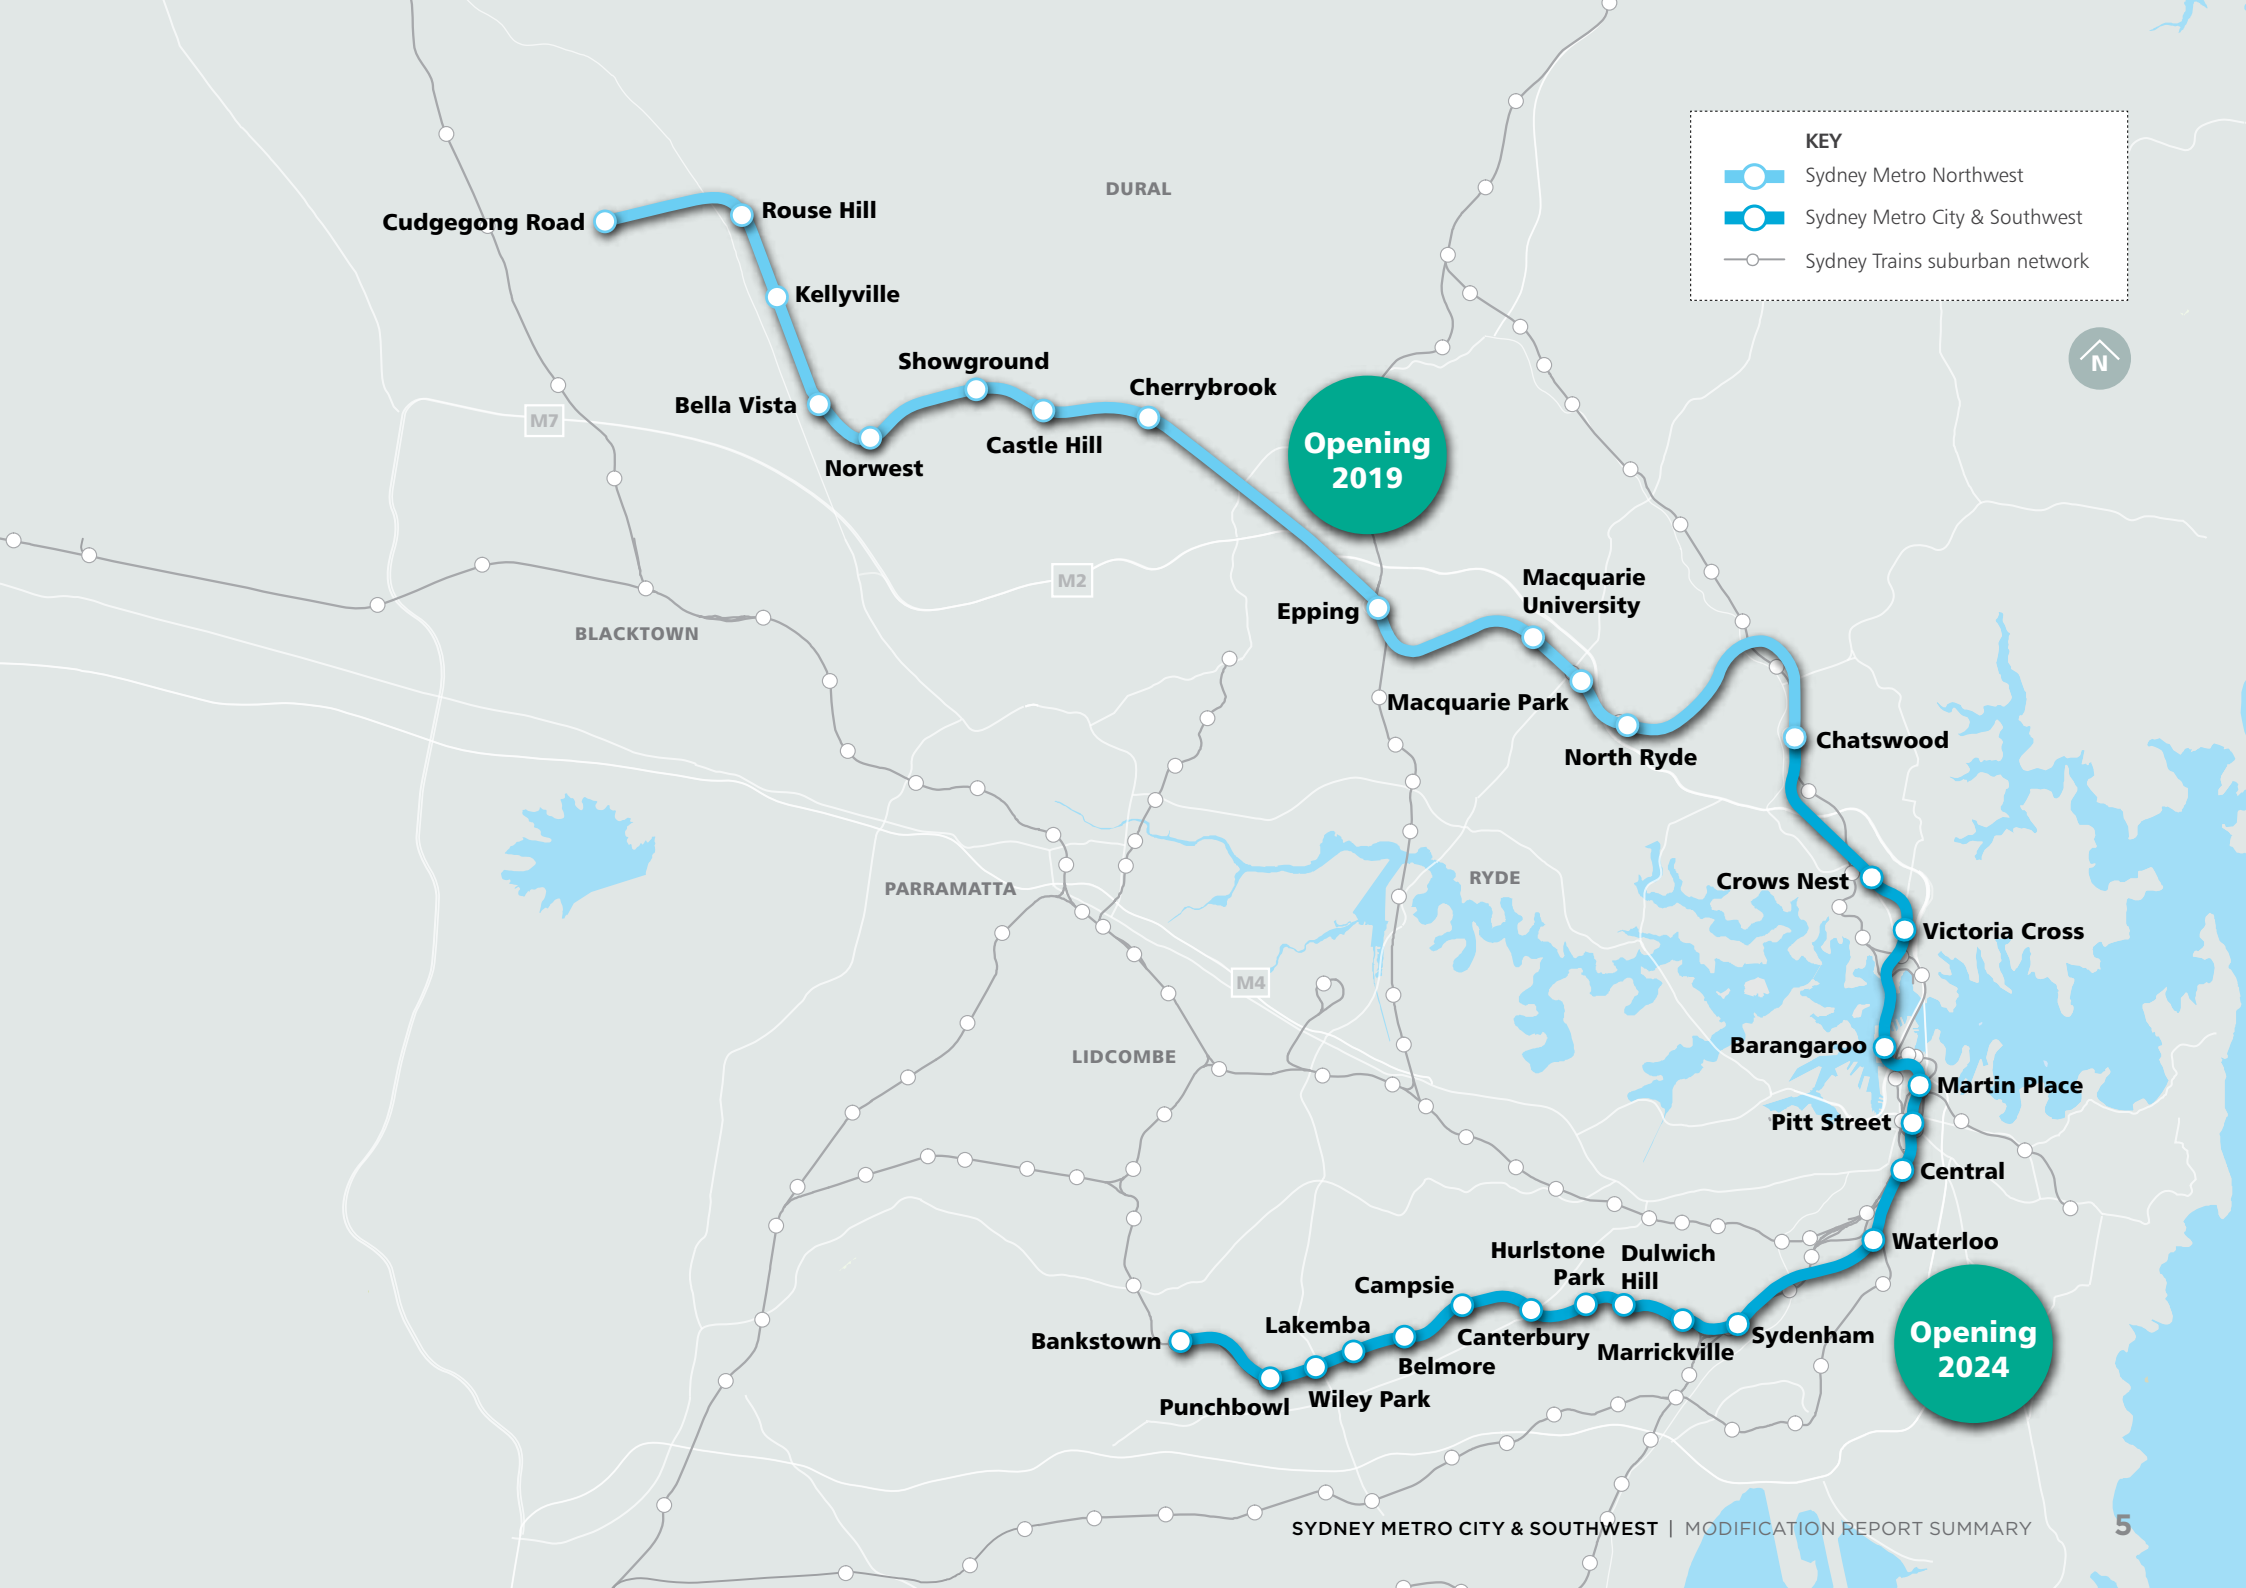 KEY
Sydney Metro Northwest
Sydney Metro City & Southwest
Sydney Trains suburban network
N
DURAL
Cudgegong Road
Rouse Hill
Kellyville
Showground
Cherrybrook
Bella Vista
M7
Castle Hill
Norwest
Opening
2019
M2
Macquarie
University
Epping
BLACKTOWN
Macquarie Park
North Ryde
Chatswood
RYDE
Crows Nest
PARRAMATTA
Victoria Cross
M4
Barangaroo
LIDCOMBE
Martin Place
Pitt Street
Central
Waterloo
Hurlstone
Park
Dulwich
Hill
Campsie
Lakemba
Bankstown
Canterbury
Marrickville
Sydenham
Belmore
Wiley Park
Punchbowl
Opening
2024
SYDNEY METRO CITY & SOUTHWEST | MODIFICATION REPORT SUMMARY 5